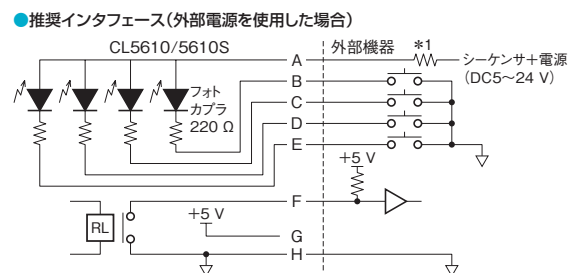 ●推奨インタフェース(外部電源を使用した場合)
CL5610/5610S
外部機器
*1
A
シーケンサ+電源
(DC5~24 V)
B
フォト
カプラ
220 Ω
C
D
E
+5 V
F
RL
+5 V
G
H